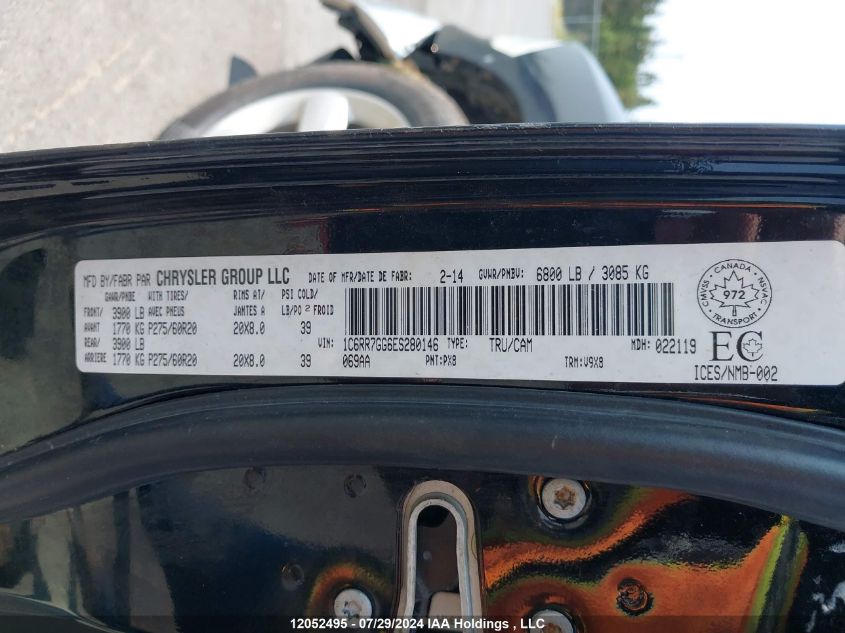 MFD BY/FABR PAR CHRYSLER GROUP LLC DATE OF MFR/DATE DE FABR: 2-14 GVWR/PNBV: 6800 LB / 3085 KG
GAWR/PNBE WITH TIRES/ RIMS AT/ PSI COLD/
FRONT/ 3900 LB AVEC PNEUS JANTES A LB/PO² FROID
AVANT 1770 KG P275/60R20 20X8.0 39
REAR/ 3900 LB
ARRIERE 1770 KG P275/60R20 20X8.0 39
VIN: 1C6RR7GG6ES280146 TYPE: TRU/CAM MDH: 022119
069AA PNT:PX8 TRM:V9X8
CANADA
CMVSS 972 NSVAC
TRANSPORT
EC
ICES/NMB-002
12052495 - 07/29/2024 IAA Holdings , LLC